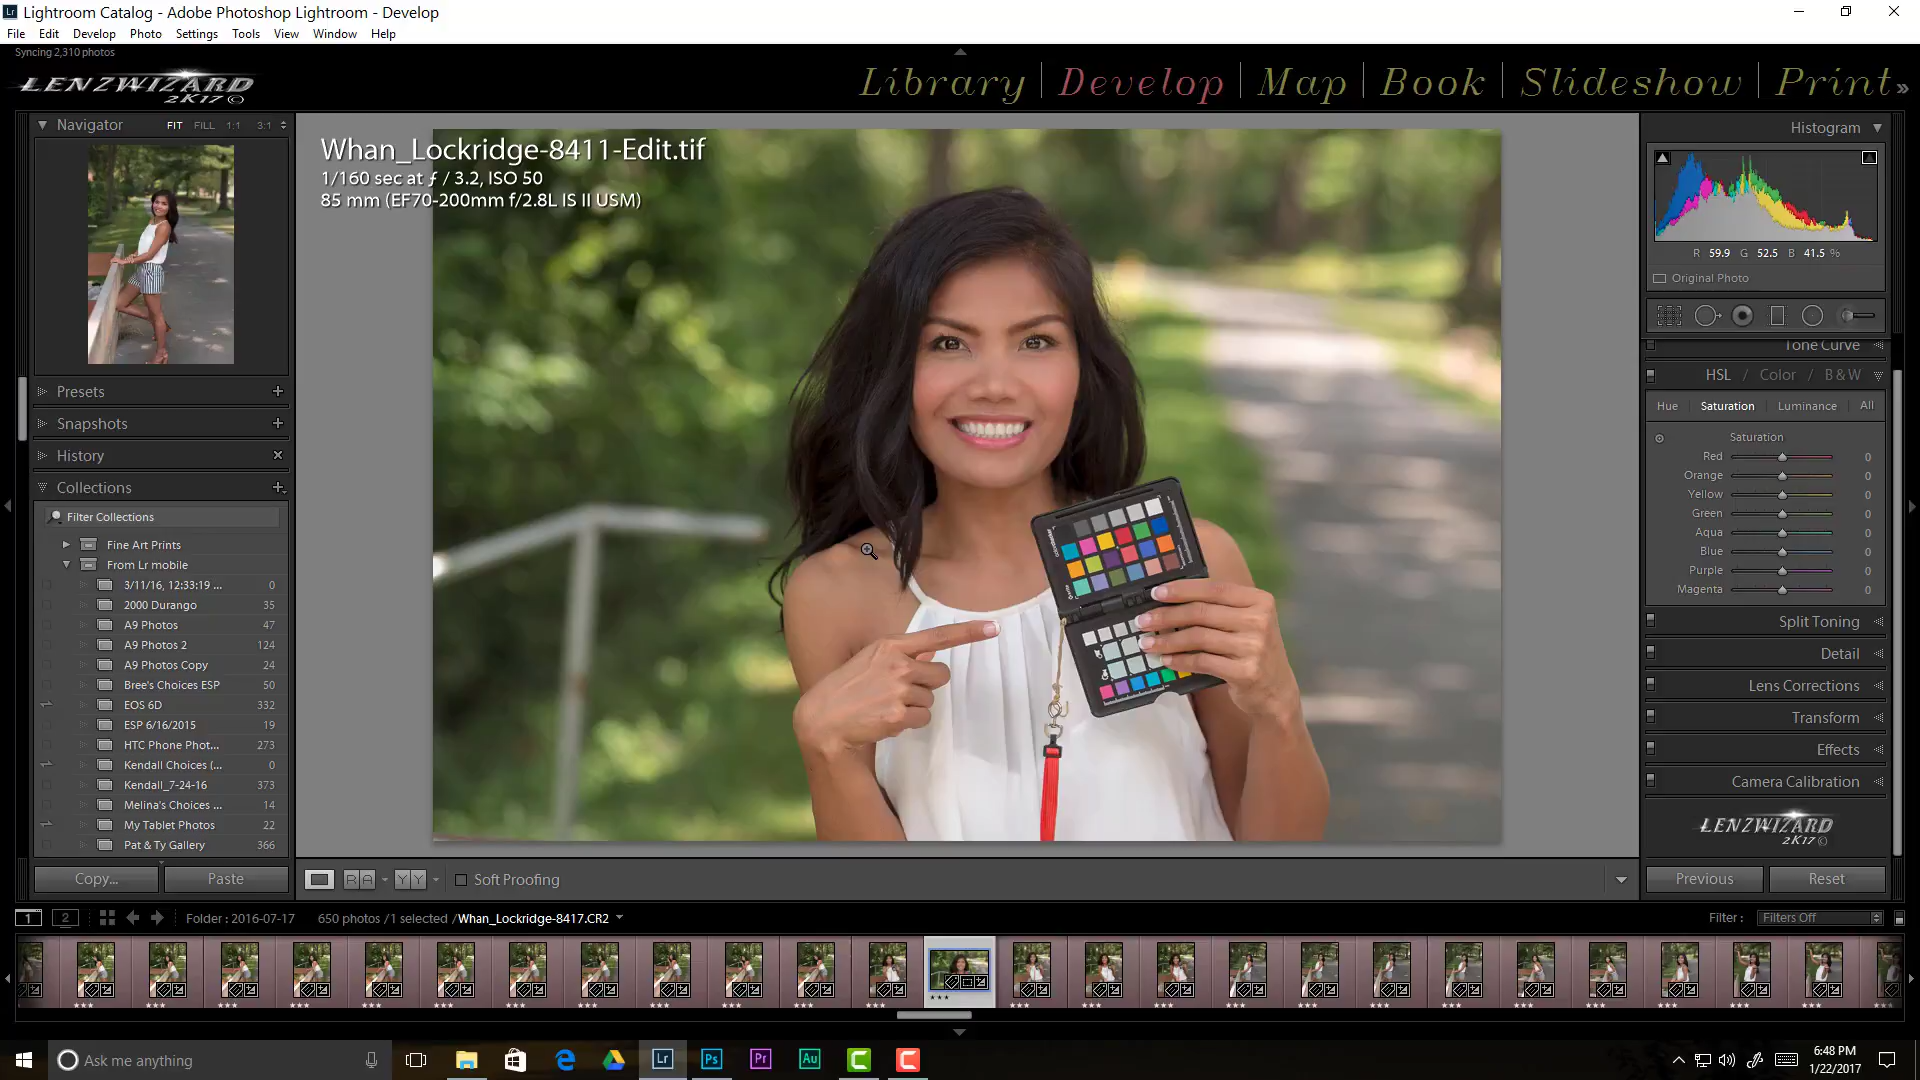 Lr Lightroom Catalog - Adobe Photoshop Lightroom - Develop
File Edit Develop Photo Settings Tools View Window Help
Syncing 2,310 photos
LENZWIZARD
2K17©
Library Develop Map Book Slideshow Print
Navigator FIT FILL 1:1 3:1
Presets
Snapshots
History
Collections
Filter Collections
Fine Art Prints
From Lr mobile
3/11/16, 12:33:19 ... 0
2000 Durango 35
A9 Photos 47
A9 Photos 2 124
A9 Photos Copy 24
Bree's Choices ESP 50
EOS 6D 332
ESP 6/16/2015 19
HTC Phone Phot... 273
Kendall Choices (... 0
Kendall_7-24-16 373
Melina's Choices ... 14
My Tablet Photos 22
Pat & Ty Gallery 366
Copy... Paste
Whan_Lockridge-8411-Edit.tif
1/160 sec at ƒ / 3.2, ISO 50
85 mm (EF70-200mm f/2.8L IS II USM)
Histogram
R 59.9 G 52.5 B 41.5 %
Original Photo
Tone Curve
HSL / Color / B & W
Hue Saturation Luminance All
Saturation
Red 0
Orange 0
Yellow 0
Green 0
Aqua 0
Blue 0
Purple 0
Magenta 0
Split Toning
Detail
Lens Corrections
Transform
Effects
Camera Calibration
LENZWIZARD
2K17©
Previous Reset
R A Y Y Soft Proofing
1 2 Folder : 2016-07-17 650 photos /1 selected /Whan_Lockridge-8417.CR2 Filter : Filters Off
Ask me anything
Lr Ps Pr Au
6:48 PM
1/22/2017